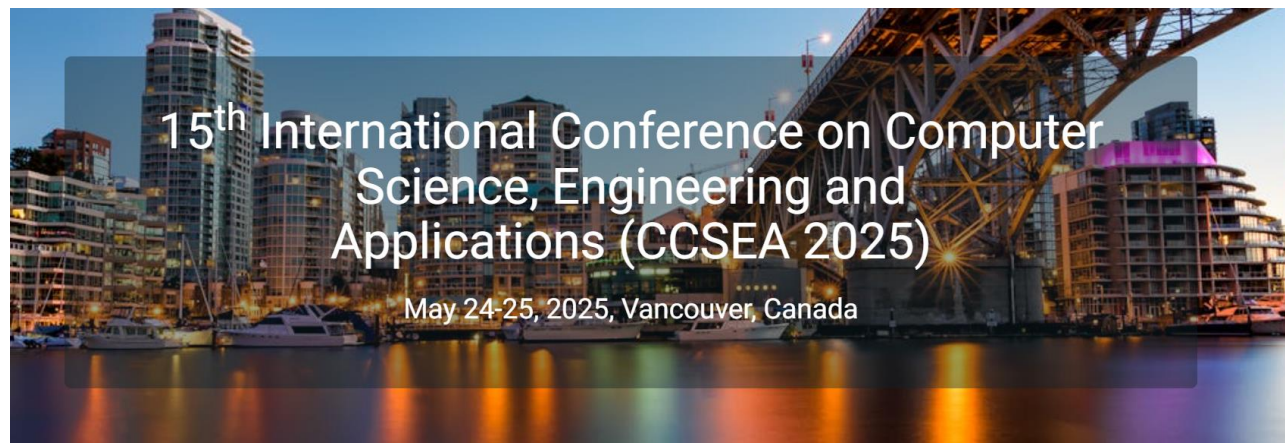 15th International Conference on Computer
Science, Engineering and
Applications (CCSEA 2025)
May 24-25, 2025, Vancouver, Canada